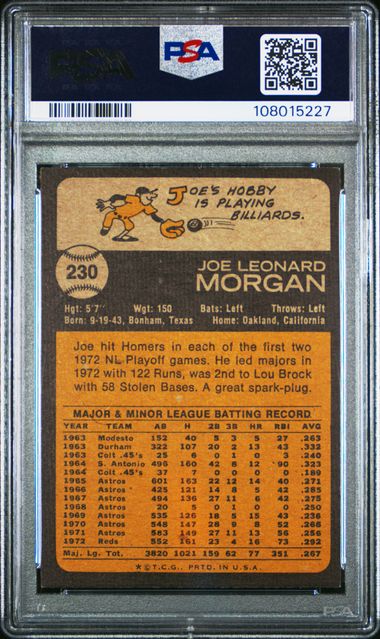 PSA
PSA
108015227
JOE'S HOBBY
IS PLAYING
BILLIARDS.
230
JOE LEONARD
MORGAN
Hgt: 5'7" Wgt: 150 Bats: Left Throws: Left
Born: 9-19-43, Bonham, Texas Home: Oakland, California
Joe hit Homers in each of the first two
1972 NL Playoff games. He led majors in
1972 with 122 Runs, was 2nd to Lou Brock
with 58 Stolen Bases. A great spark-plug.
MAJOR & MINOR LEAGUE BATTING RECORD
YEAR AB H 2B 3B HR RBI AVG
1963 Modesto 152 40 5 3 5 27 .263
1963 Durham 322 107 20 2 13 43 .332
1963 Colt .45's 25 6 0 1 0 3 .240
1964 S. Antonio 496 160 42 8 12 90 .323
1964 Colt .45's 37 7 0 0 0 0 .189
1965 Astros 601 163 22 12 14 40 .271
1966 Astros 425 121 14 8 5 42 .285
1967 Astros 494 136 27 11 6 42 .275
1968 Astros 20 5 0 1 0 0 .250
1969 Astros 535 126 18 5 15 43 .236
1970 Astros 548 147 28 9 8 52 .268
1971 Astros 583 149 27 11 13 56 .256
1972 Reds 552 161 23 4 16 73 .292
Maj. Lg. Tot. 3820 1021 159 62 77 351 .267
*©T.C.G. PRTD. IN U.S.A.
PSA
PSA